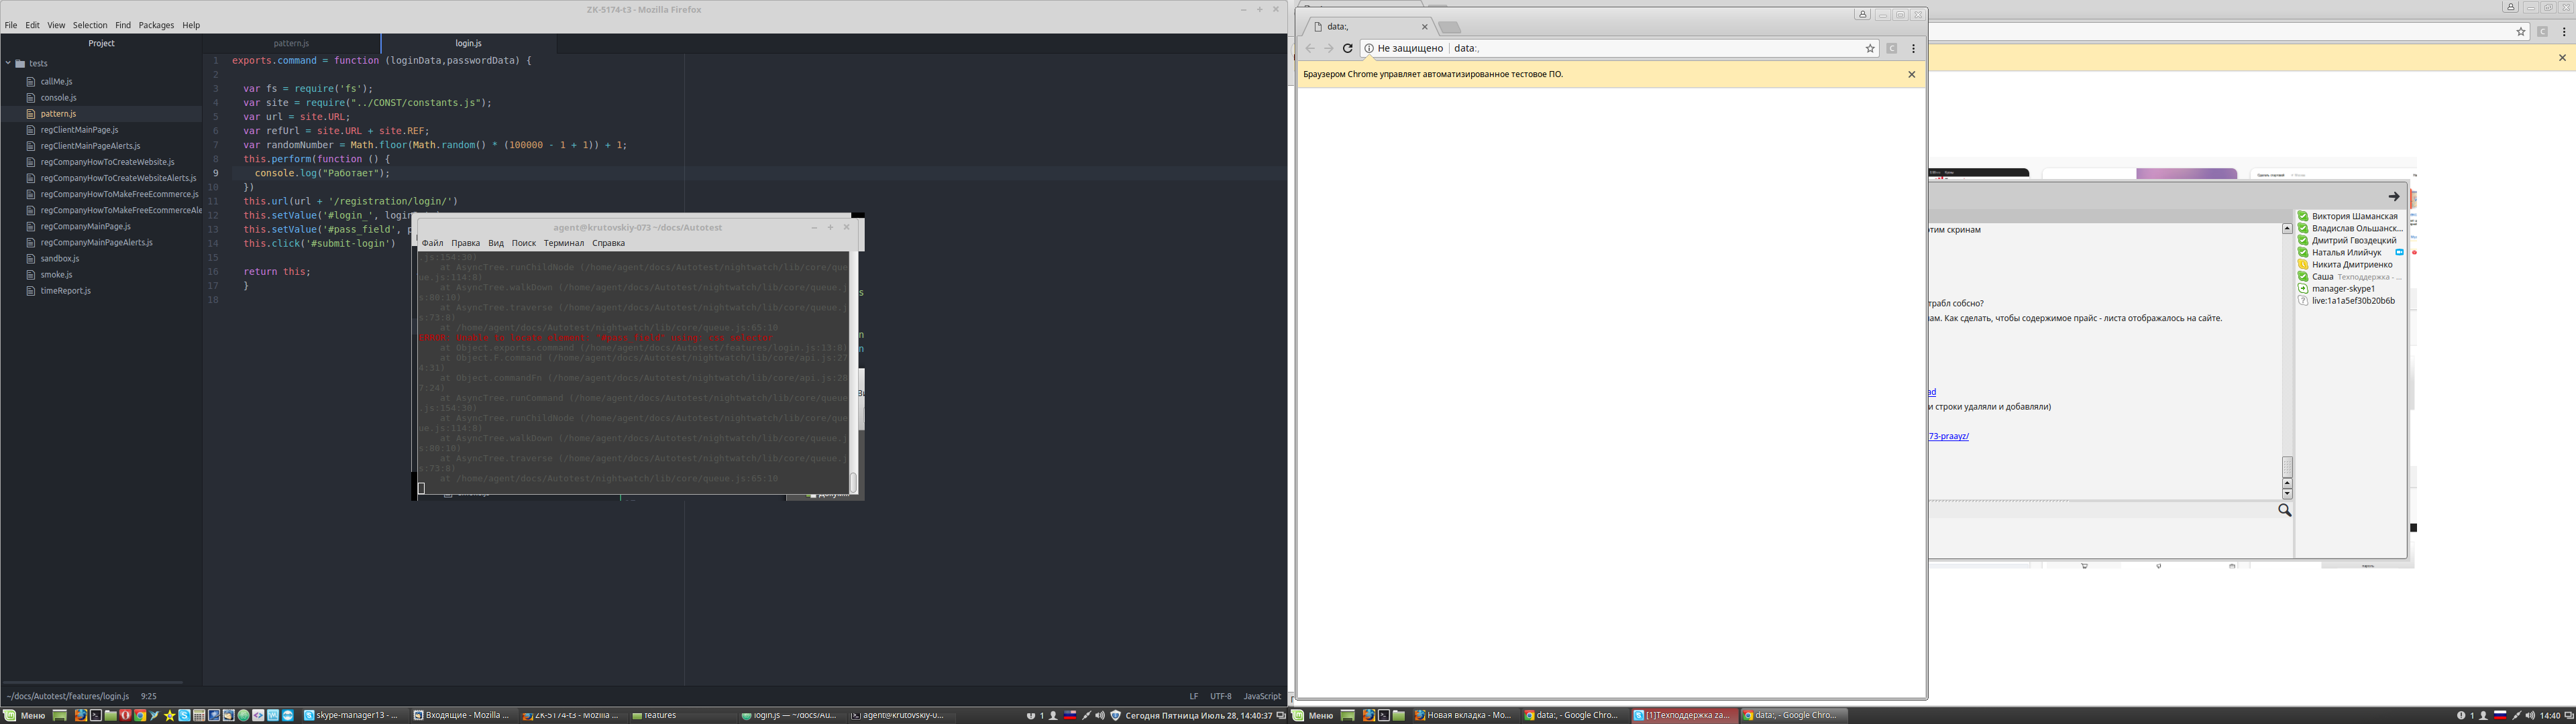 ZK-5174-t3 - Mozilla Firefox
File Edit View Selection Find Packages Help
Project
pattern.js
login.js
tests
callMe.js
console.js
pattern.js
regClientMainPage.js
regClientMainPageAlerts.js
regCompanyHowToCreateWebsite.js
regCompanyHowToCreateWebsiteAlerts.js
regCompanyHowToMakeFreeEcommerce.js
regCompanyHowToMakeFreeEcommerceAle
regCompanyMainPage.js
regCompanyMainPageAlerts.js
sandbox.js
smoke.js
timeReport.js
1 exports.command = function (loginData,passwordData) {
2
3 var fs = require('fs');
4 var site = require("../CONST/constants.js");
5 var url = site.URL;
6 var refUrl = site.URL + site.REF;
7 var randomNumber = Math.floor(Math.random() * (100000 - 1 + 1)) + 1;
8 this.perform(function () {
9 console.log("Работает");
10 })
11 this.url(url + '/registration/login/')
12 this.setValue('#login_', login
13 this.setValue('#pass_field', p
14 this.click('#submit-login')
15
16 return this;
17 }
18
agent@krutovskiy-073 ~/docs/Autotest
Файл Правка Вид Поиск Терминал Справка
.js:154:30)
at AsyncTree.runChildNode (/home/agent/docs/Autotest/nightwatch/lib/core/que
ue.js:114:8)
at AsyncTree.walkDown (/home/agent/docs/Autotest/nightwatch/lib/core/queue.j
s:80:10)
at AsyncTree.traverse (/home/agent/docs/Autotest/nightwatch/lib/core/queue.j
s:73:8)
at /home/agent/docs/Autotest/nightwatch/lib/core/queue.js:65:10
ERROR: Unable to locate element: "#pass_field" using: css selector
at Object.exports.command (/home/agent/docs/Autotest/features/login.js:13:8)
at Object.F.command (/home/agent/docs/Autotest/nightwatch/lib/core/api.js:27
4:31)
at Object.commandFn (/home/agent/docs/Autotest/nightwatch/lib/core/api.js:28
7:24)
at AsyncTree.runCommand (/home/agent/docs/Autotest/nightwatch/lib/core/queue
.js:154:30)
at AsyncTree.runChildNode (/home/agent/docs/Autotest/nightwatch/lib/core/que
ue.js:114:8)
at AsyncTree.walkDown (/home/agent/docs/Autotest/nightwatch/lib/core/queue.j
s:80:10)
at AsyncTree.traverse (/home/agent/docs/Autotest/nightwatch/lib/core/queue.j
s:73:8)
at /home/agent/docs/Autotest/nightwatch/lib/core/queue.js:65:10
~/docs/Autotest/features/login.js 9:25
LF UTF-8 JavaScript
data:,
Не защищено data:,
Браузером Chrome управляет автоматизированное тестовое ПО.
этим скринам
трабл собсно?
ам. Как сделать, чтобы содержимое прайс - листа отображалось на сайте.
ad
и строки удаляли и добавляли)
73-praayz/
Виктория Шаманская
Владислав Ольшанск...
Дмитрий Гвоздецкий
Наталья Илийчук
Никита Дмитриенко
Саша Техподдержка - ...
manager-skype1
live:1a1a5ef30b20b6b
Меню
skype-manager13 - ...
Входящие - Mozilla ...
ZK-5174-t3 - Mozilla ...
features
login.js — ~/docs/Au...
agent@krutovskiy-0...
1
Сегодня Пятница Июль 28, 14:40:37
Меню
Новая вкладка - Mo...
data:, - Google Chro...
[1]Техподдержка za...
data:, - Google Chro...
1
14:40